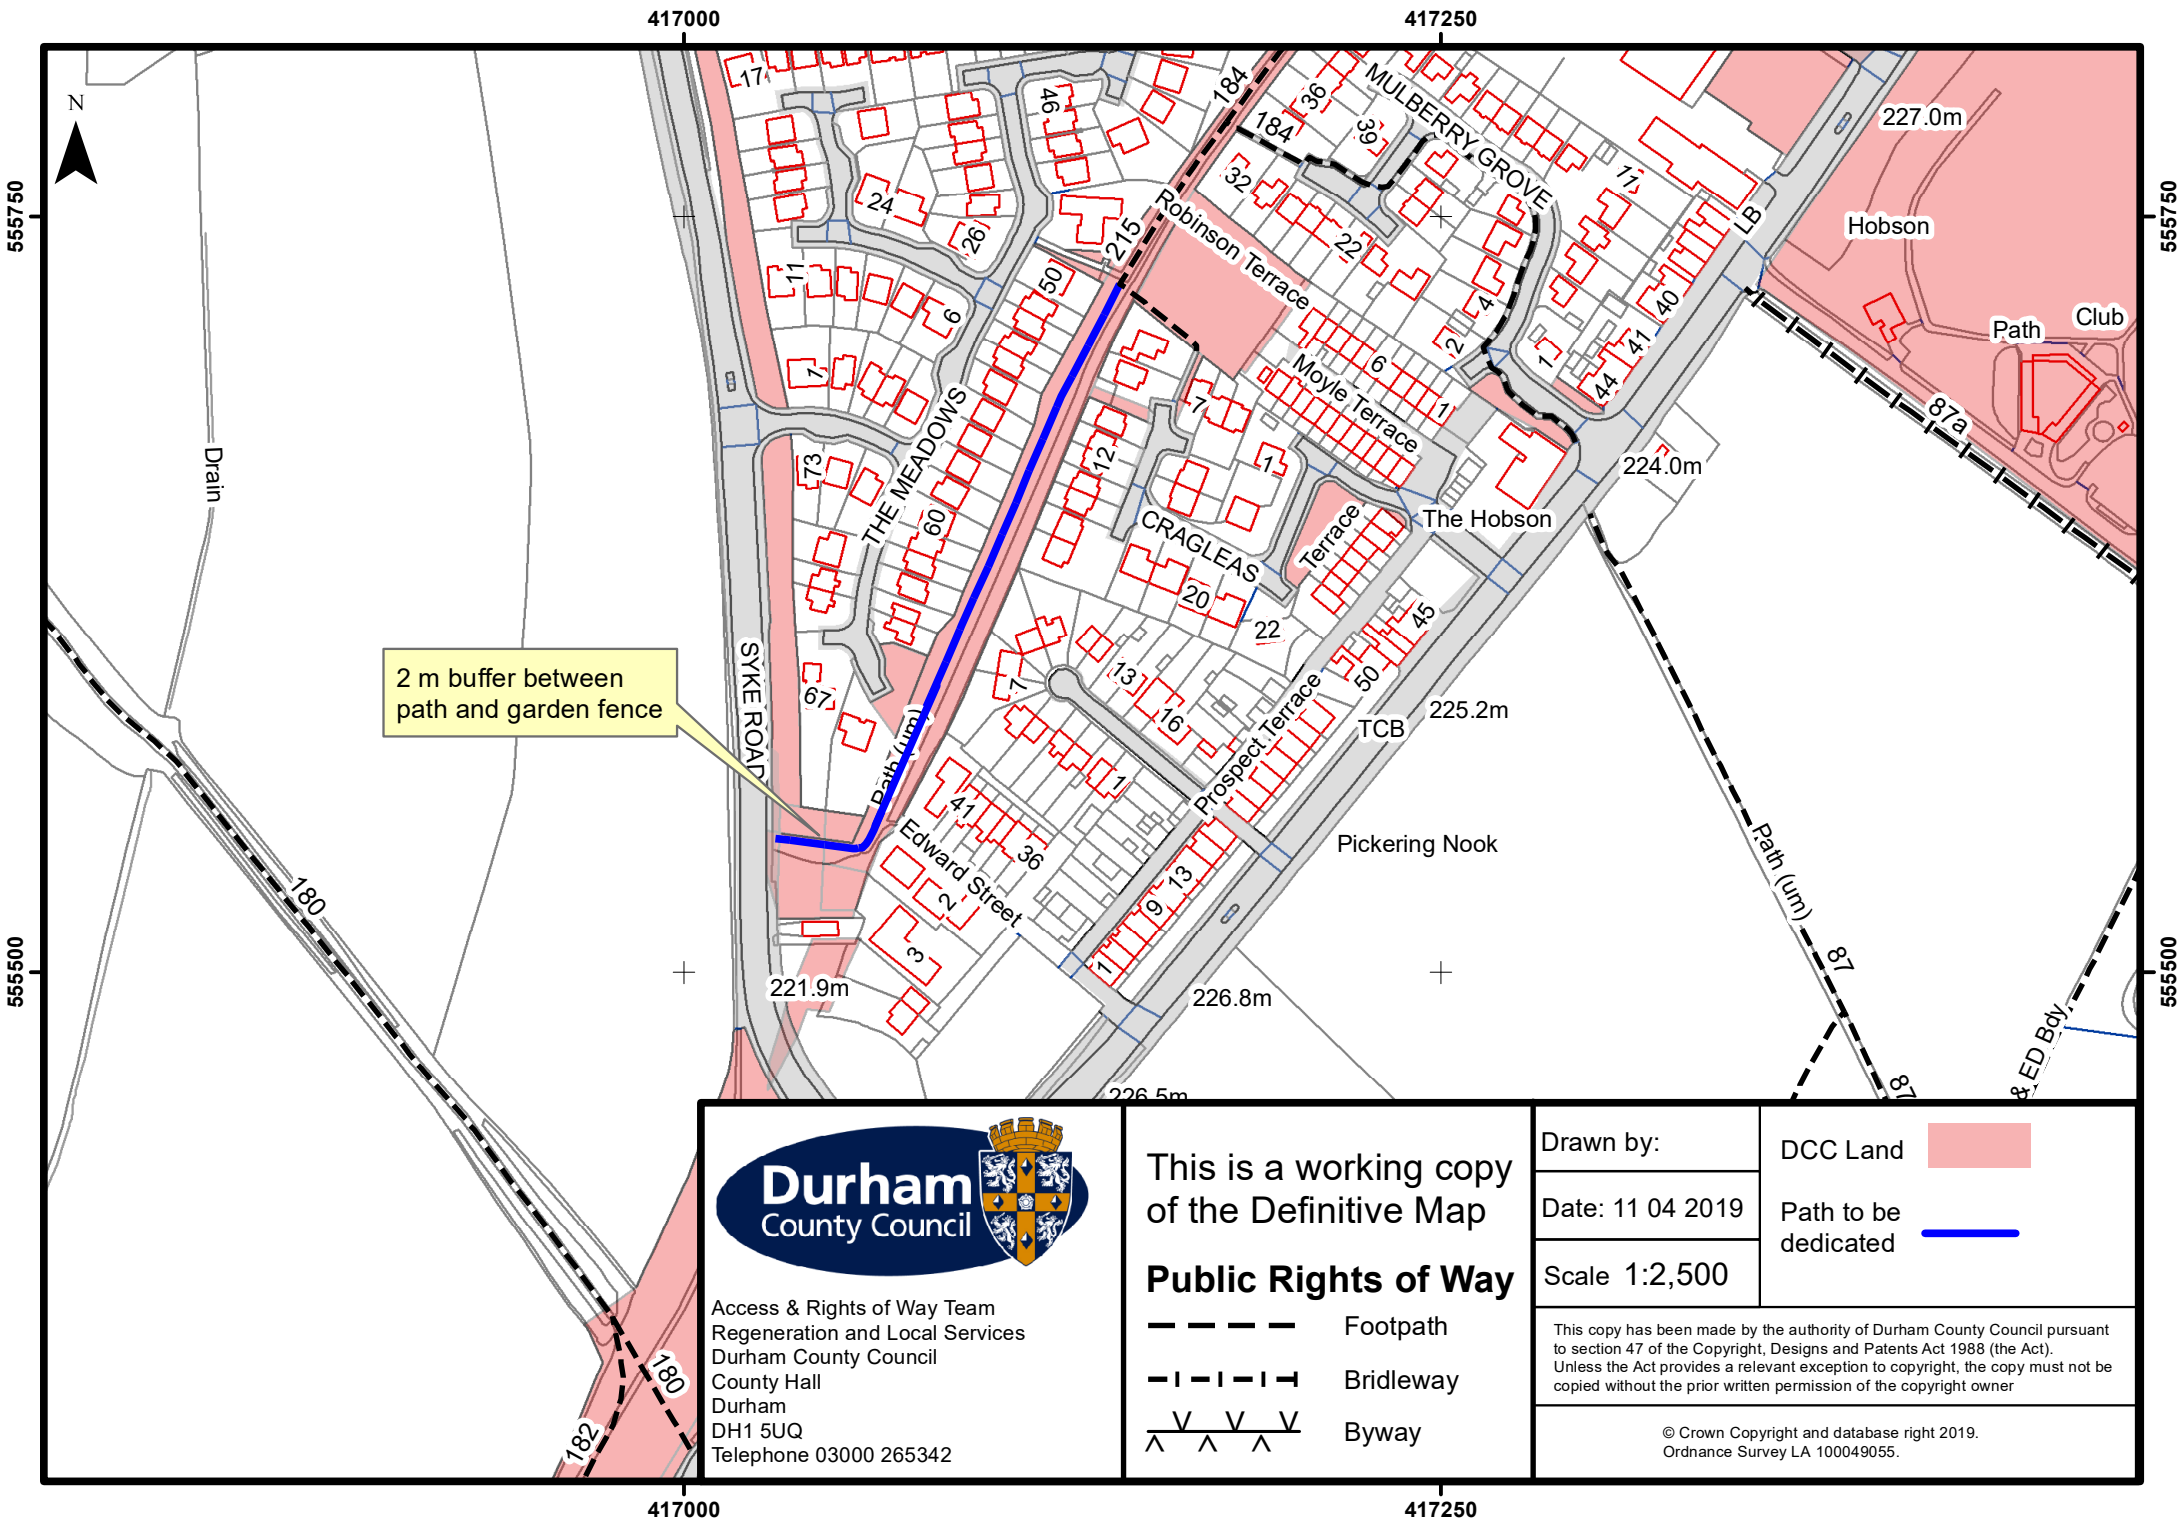 417000
417250
555750
555750
555500
555500
417000
417250
N
17
46
184
36
MULBERRY GROVE
184
39
227.0m
32
77
24
26
215
Robinson Terrace
22
LB
Hobson
11
50
6
4
40
Club
Path
2
6
1
41
1
44
Moyle Terrace
1
7
87a
THE MEADOWS
Drain
73
12
1
224.0m
60
The Hobson
Terrace
CRAGLEAS
20
22
45
SYKE ROAD
2 m buffer between
path and garden fence
67
7
13
16
50
225.2m
TCB
Path (um)
Prospect Terrace
1
41
36
Edward Street
Pickering Nook
Path (um)
180
2
13
9
3
1
87
221.9m
226.8m
226.5m
& ED Bdy
87
180
182
Durham
County Council
Access & Rights of Way Team
Regeneration and Local Services
Durham County Council
County Hall
Durham
DH1 5UQ
Telephone 03000 265342
This is a working copy
of the Definitive Map
Public Rights of Way
Footpath
Bridleway
Byway
Drawn by:
Date: 11 04 2019
Scale 1:2,500
DCC Land
Path to be
dedicated
This copy has been made by the authority of Durham County Council pursuant
to section 47 of the Copyright, Designs and Patents Act 1988 (the Act).
Unless the Act provides a relevant exception to copyright, the copy must not be
copied without the prior written permission of the copyright owner
© Crown Copyright and database right 2019.
Ordnance Survey LA 100049055.